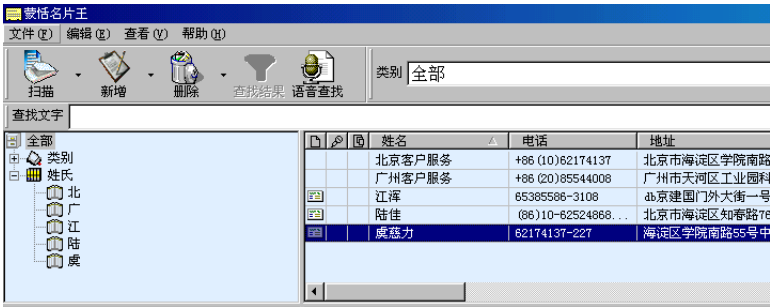 蒙恬名片王
文件(F) 编辑(E) 查看(V) 帮助(H)
扫描 新增 删除 查找结果 语音查找 类别 全部
查找文字
全部
类别
姓氏
北
广
江
陆
虞
姓名 电话 地址
北京客户服务 +86(10)62174137 北京市海淀区学院南路
广州客户服务 +86(20)85544008 广州市天河区工业园科
江浑 65385586-3108 db京建国门外大街一号
陆佳 (86)10-62524868... 北京市海淀区知春路76
虞慈力 62174137-227 海淀区学院南路55号中